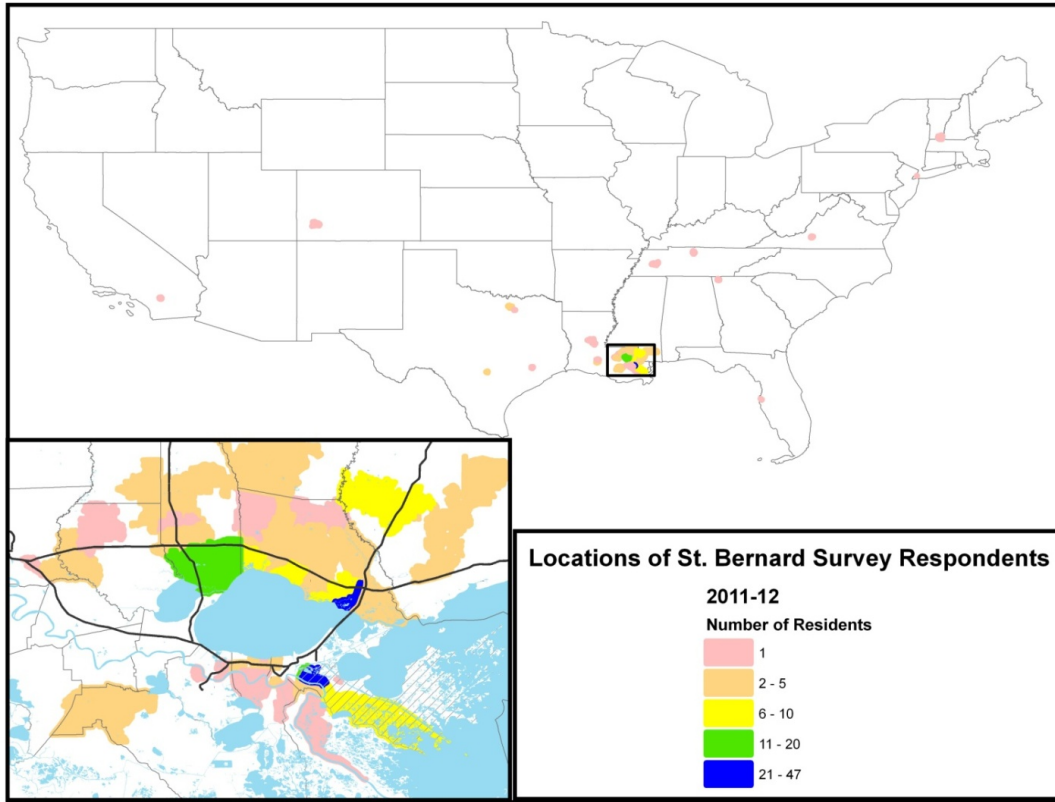 Locations of St. Bernard Survey Respondents
2011-12
Number of Residents
1
2 - 5
6 - 10
11 - 20
21 - 47